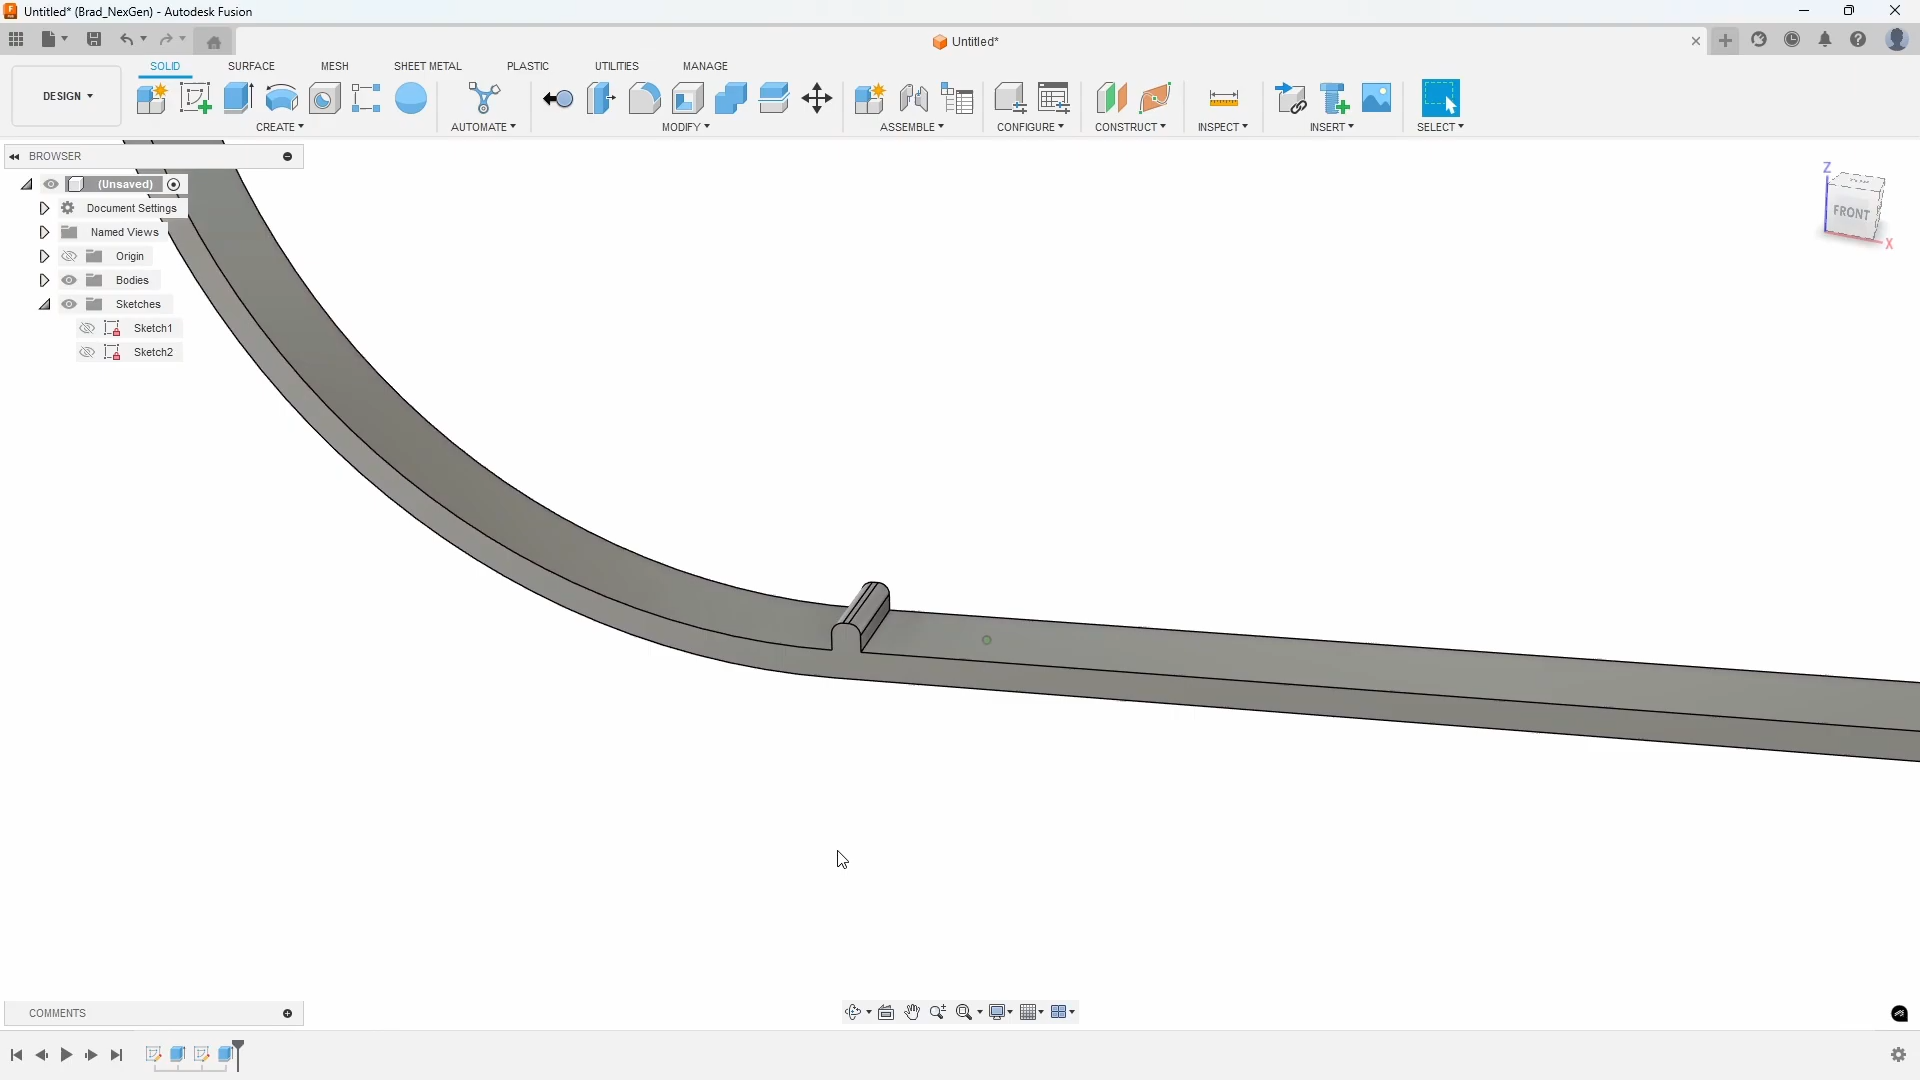 Untitled* (Brad_NexGen) - Autodesk Fusion
Untitled*
SOLID SURFACE MESH SHEET METAL PLASTIC UTILITIES MANAGE
DESIGN
CREATE AUTOMATE MODIFY ASSEMBLE CONFIGURE CONSTRUCT INSPECT INSERT SELECT
BROWSER
(Unsaved)
Document Settings
Named Views
Origin
Bodies
Sketches
Sketch1
Sketch2
Z
TOP
FRONT
X
COMMENTS